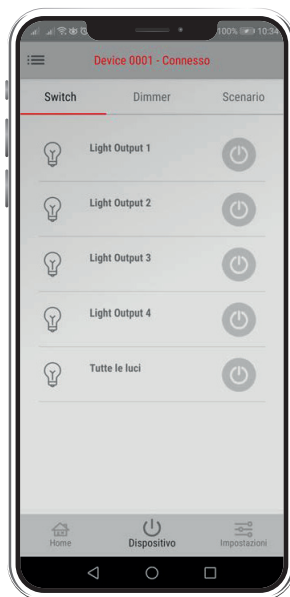 100% 10:34
Device 0001 - Connesso
Switch Dimmer Scenario
Light Output 1
Light Output 2
Light Output 3
Light Output 4
Tutte le luci
Home Dispositivo Impostazioni